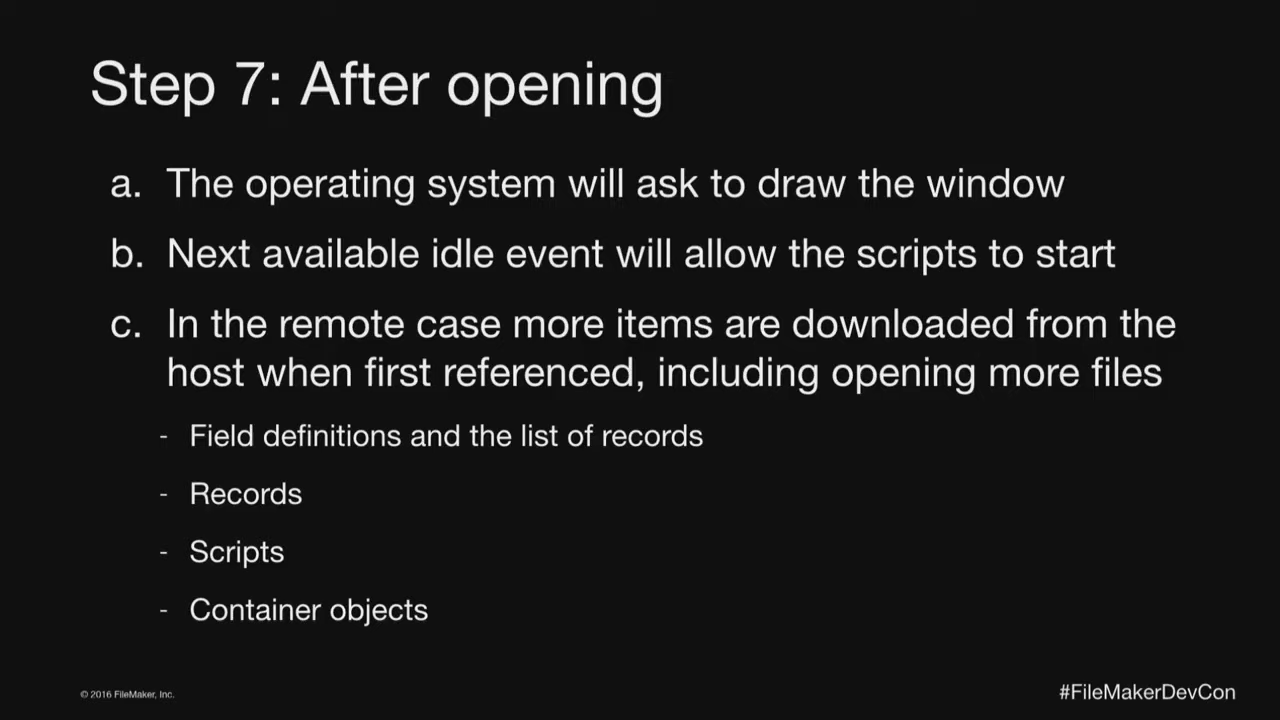 Step 7: After opening
a. The operating system will ask to draw the window
b. Next available idle event will allow the scripts to start
c. In the remote case more items are downloaded from the
host when first referenced, including opening more files
- Field definitions and the list of records
- Records
- Scripts
- Container objects
© 2016 FileMaker, Inc.
#FileMakerDevCon